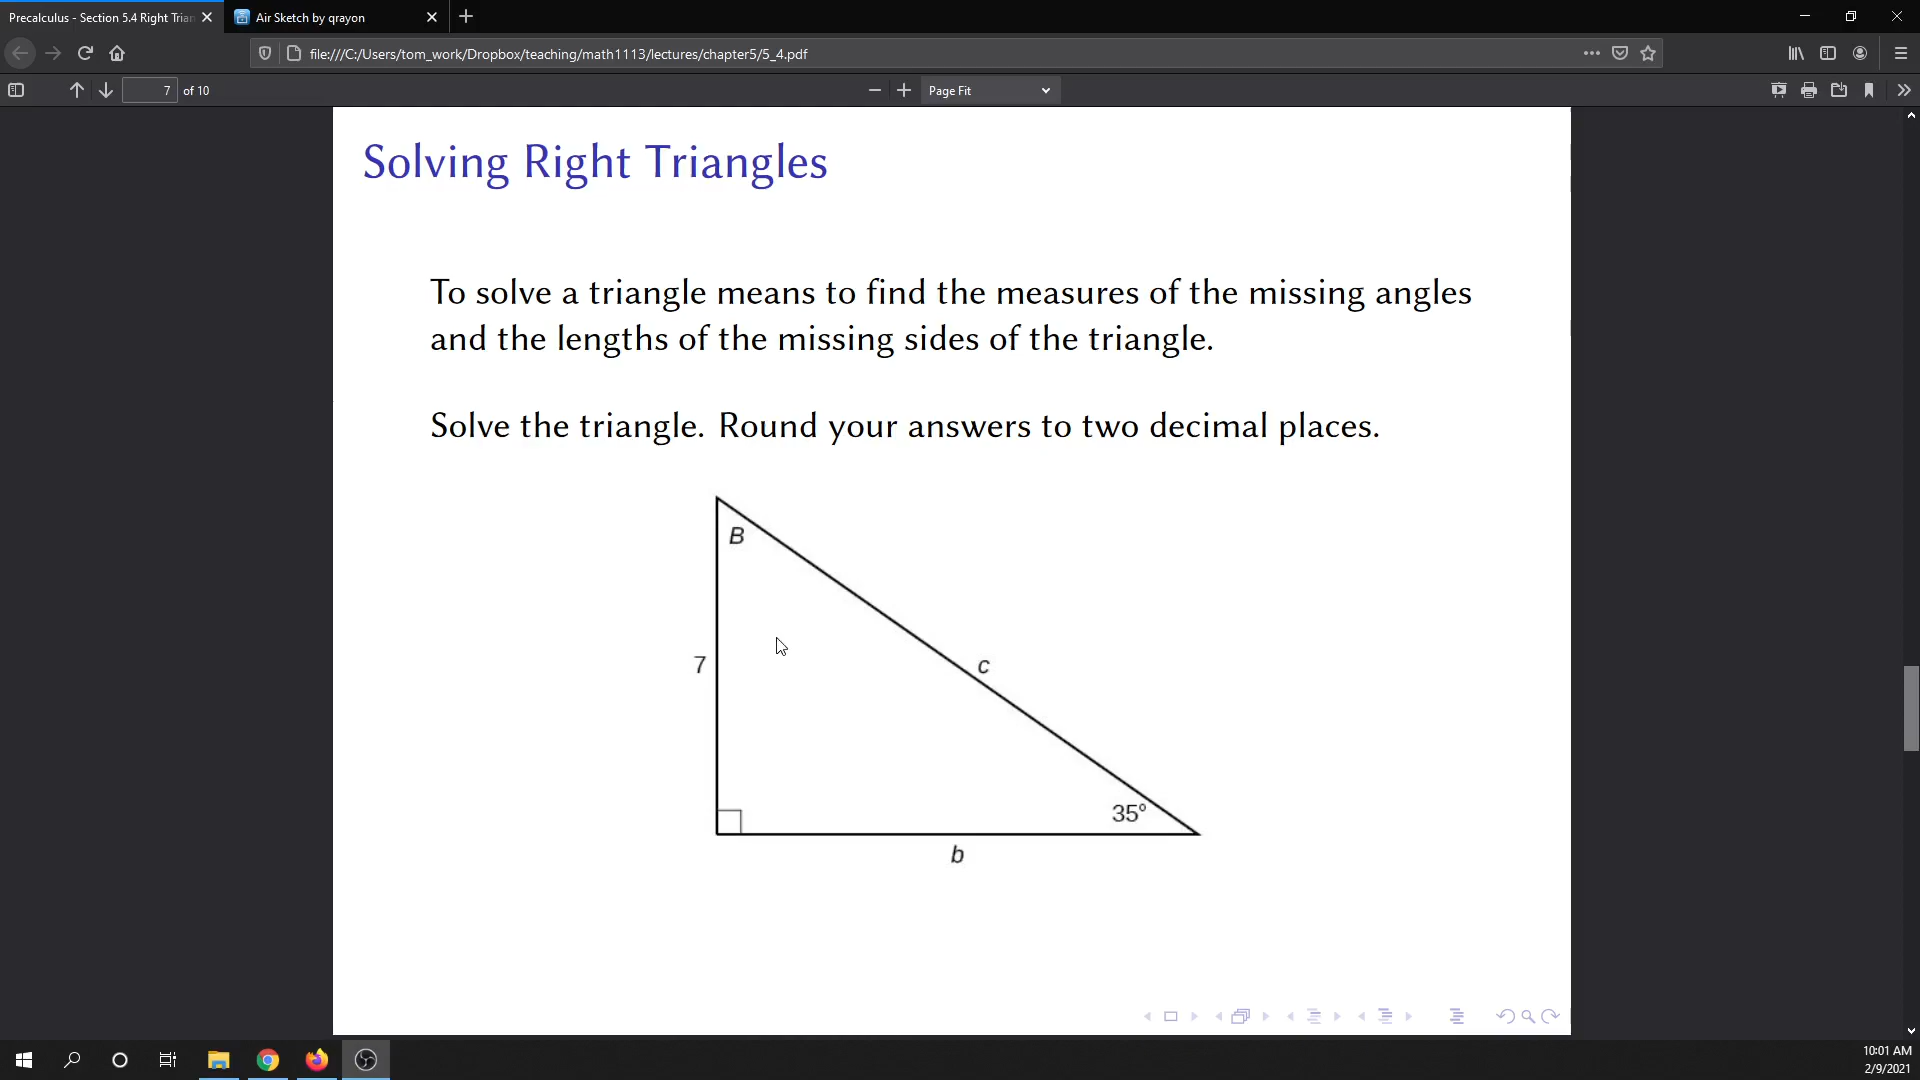 Precalculus - Section 5.4 Right Trian
Air Sketch by qrayon
file:///C:/Users/tom_work/Dropbox/teaching/math1113/lectures/chapter5/5_4.pdf
7 of 10
Page Fit
Solving Right Triangles
To solve a triangle means to find the measures of the missing angles
and the lengths of the missing sides of the triangle.
Solve the triangle. Round your answers to two decimal places.
B
7
c
35°
b
10:01 AM
2/9/2021